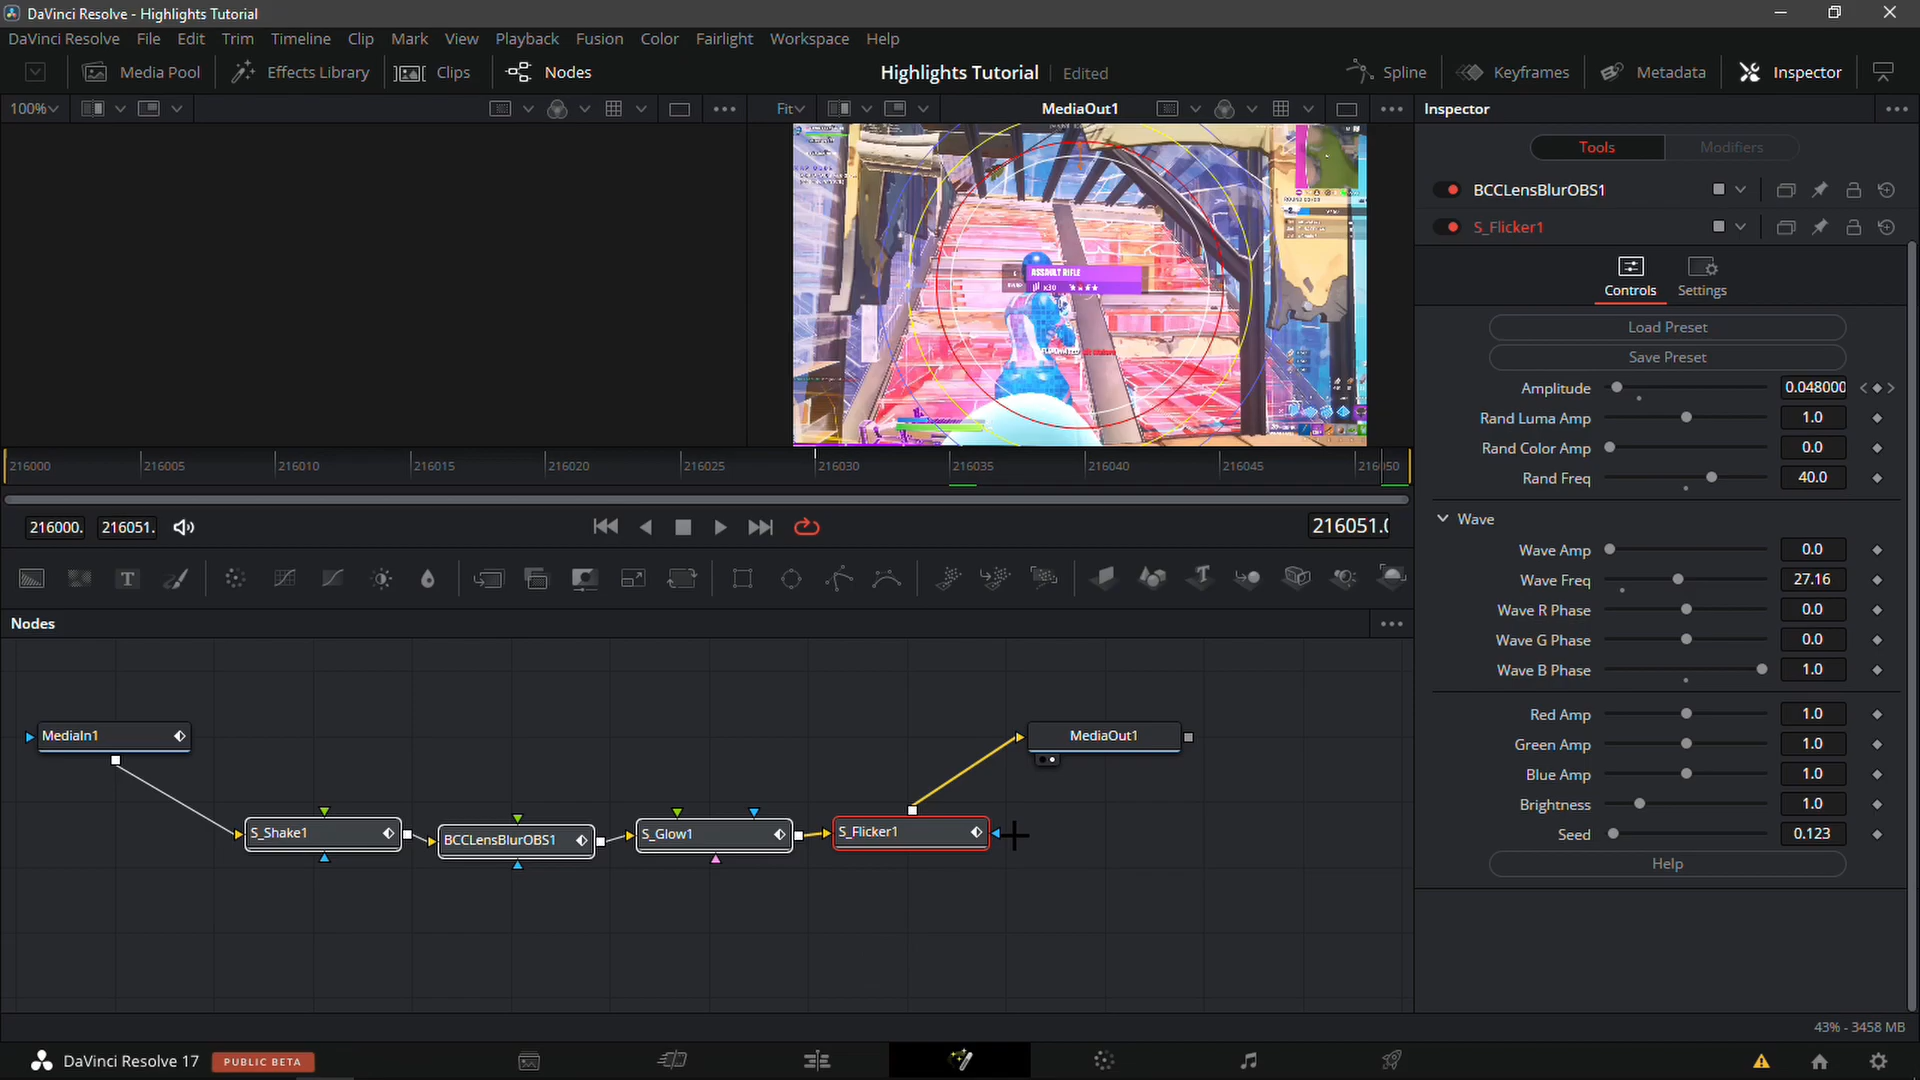 DaVinci Resolve - Highlights Tutorial
DaVinci Resolve File Edit Trim Timeline Clip Mark View Playback Fusion Color Fairlight Workspace Help
Media Pool Effects Library Clips Nodes Highlights Tutorial Edited Spline Keyframes Metadata Inspector
100% Fit MediaOut1 Inspector
Tools Modifiers
BCCLensBlurOBS1
S_Flicker1
Controls Settings
Load Preset
Save Preset
Amplitude 0.048000
Rand Luma Amp 1.0
Rand Color Amp 0.0
Rand Freq 40.0
Wave
Wave Amp 0.0
Wave Freq 27.16
Wave R Phase 0.0
Wave G Phase 0.0
Wave B Phase 1.0
Red Amp 1.0
Green Amp 1.0
Blue Amp 1.0
Brightness 1.0
Seed 0.123
Help
ASSAULT RIFLE
x30
216000 216005 216010 216015 216020 216025 216030 216035 216040 216045 216050
216000. 216051. 216051.0
Nodes
MediaIn1 MediaOut1
S_Shake1 BCCLensBlurOBS1 S_Glow1 S_Flicker1
43% - 3458 MB
DaVinci Resolve 17 PUBLIC BETA